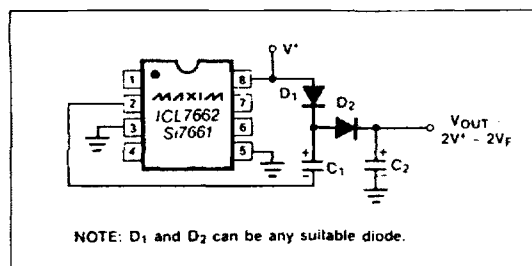 V+
1 8
D1
D2
2 MAXIM 7
ICL7662
Si7661
3 6
4 5
C1
C2
VOUT
2V+ - 2VF
+
-
+
-
NOTE: D1 and D2 can be any suitable diode.